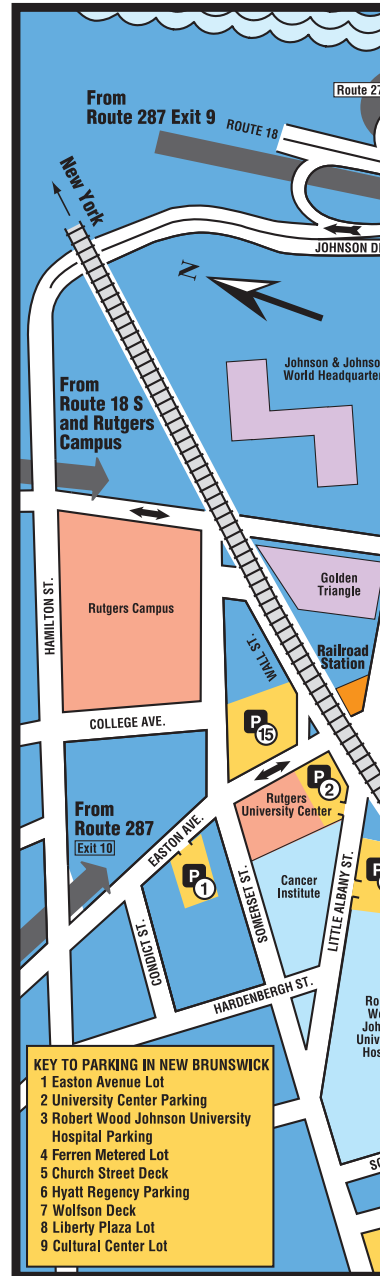 Route 27
From
Route 287 Exit 9
ROUTE 18
New York
JOHNSON
N
From
Route 18 S
and Rutgers
Campus
Johnson &
World
HAMILTON ST.
Rutgers Campus
Golden
Triangle
WALL ST.
Railroad
Station
COLLEGE AVE.
P
15
P
2
Rutgers
University Center
From
Route 287
Exit 10
EASTON AVE.
P
1
P
CONDICT ST.
SOMERSET ST.
Cancer
Institute
LITTLE ALBANY ST.
HARDENBERGH ST.
KEY TO PARKING IN NEW BRUNSWICK
1 Easton Avenue Lot
2 University Center Parking
3 Robert Wood Johnson University
Hospital Parking
4 Ferren Metered Lot
5 Church Street Deck
6 Hyatt Regency Parking
7 Wolfson Deck
8 Liberty Plaza Lot
9 Cultural Center Lot